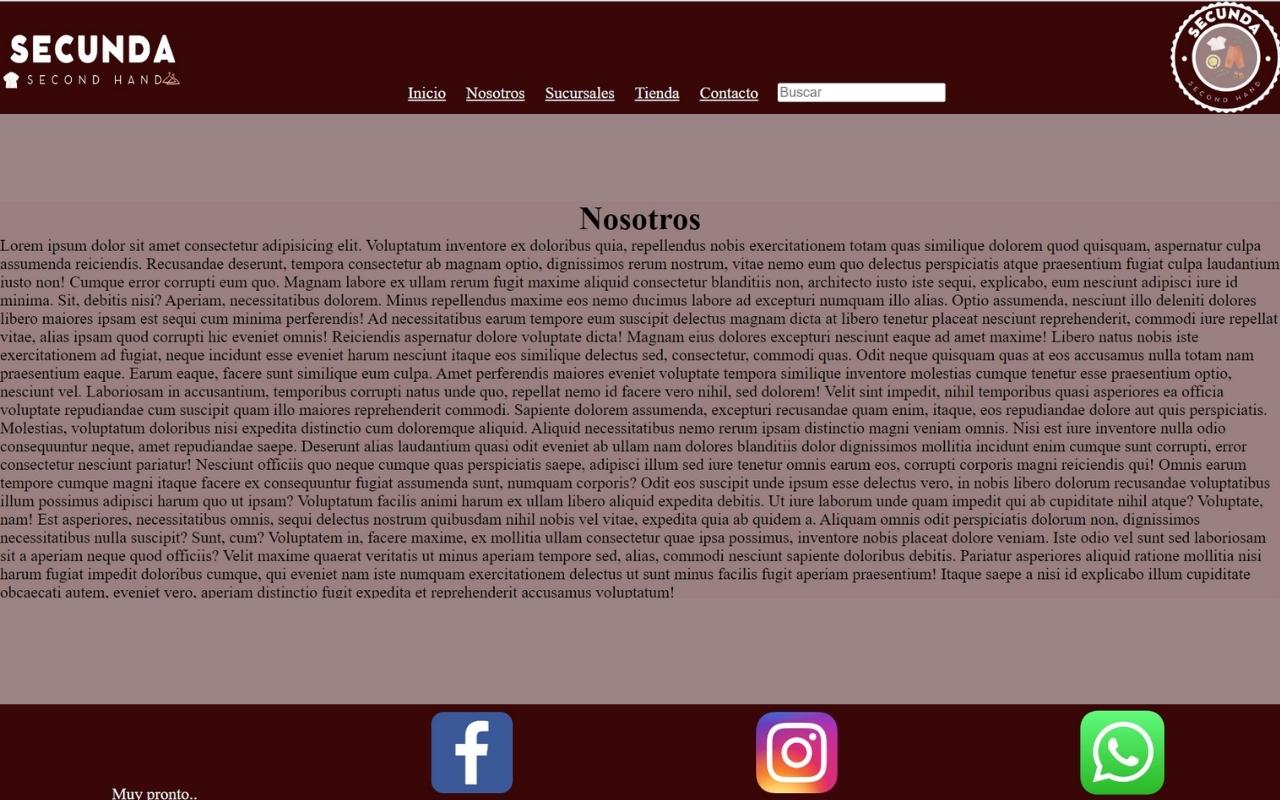 SECUNDA
SECOND HAND
Inicio Nosotros Sucursales Tienda Contacto Buscar
SECUNDA
SECOND HAND
Nosotros
Lorem ipsum dolor sit amet consectetur adipisicing elit. Voluptatum inventore ex doloribus quia, repellendus nobis exercitationem totam quas similique dolorem quod quisquam, aspernatur culpa
assumenda reiciendis. Recusandae deserunt, tempora consectetur ab magnam optio, dignissimos rerum nostrum, vitae nemo eum quo delectus perspiciatis atque praesentium fugiat culpa laudantium
iusto non! Cumque error corrupti eum quo. Magnam labore ex ullam rerum fugit maxime aliquid consectetur blanditiis non, architecto iusto iste sequi, explicabo, eum nesciunt adipisci iure id
minima. Sit, debitis nisi? Aperiam, necessitatibus dolorem. Minus repellendus maxime eos nemo ducimus labore ad excepturi numquam illo alias. Optio assumenda, nesciunt illo deleniti dolores
libero maiores ipsam est sequi cum minima perferendis! Ad necessitatibus earum tempore eum suscipit delectus magnam dicta at libero tenetur placeat nesciunt reprehenderit, commodi iure repellat
vitae, alias ipsam quod corrupti hic eveniet omnis! Reiciendis aspernatur dolore voluptate dicta! Magnam eius dolores excepturi nesciunt eaque ad amet maxime! Libero natus nobis iste
exercitationem ad fugiat, neque incidunt esse eveniet harum nesciunt itaque eos similique delectus sed, consectetur, commodi quas. Odit neque quisquam quas at eos accusamus nulla totam nam
praesentium eaque. Earum eaque, facere sunt similique eum culpa. Amet perferendis maiores eveniet voluptate tempora similique inventore molestias cumque tenetur esse praesentium optio,
nesciunt vel. Laboriosam in accusantium, temporibus corrupti natus unde quo, repellat nemo id facere vero nihil, sed dolorem! Velit sint impedit, nihil temporibus quasi asperiores ea officia
voluptate repudiandae cum suscipit quam illo maiores reprehenderit commodi. Sapiente dolorem assumenda, excepturi recusandae quam enim, itaque, eos repudiandae dolore aut quis perspiciatis.
Molestias, voluptatum doloribus nisi expedita distinctio cum doloremque aliquid. Aliquid necessitatibus nemo rerum ipsam distinctio magni veniam omnis. Nisi est iure inventore nulla odio
consequuntur neque, amet repudiandae saepe. Deserunt alias laudantium quasi odit eveniet ab ullam nam dolores blanditiis dolor dignissimos mollitia incidunt enim cumque sunt corrupti, error
consectetur nesciunt pariatur! Nesciunt officiis quo neque cumque quas perspiciatis saepe, adipisci illum sed iure tenetur omnis earum eos, corrupti corporis magni reiciendis qui! Omnis earum
tempore cumque magni itaque facere ex consequuntur fugiat assumenda sunt, numquam corporis? Odit eos suscipit unde ipsum esse delectus vero, in nobis libero dolorum recusandae voluptatibus
illum possimus adipisci harum quo ut ipsam? Voluptatum facilis animi harum ex ullam libero aliquid expedita debitis. Ut iure laborum unde quam impedit qui ab cupiditate nihil atque? Voluptate,
nam! Est asperiores, necessitatibus omnis, sequi delectus nostrum quibusdam nihil nobis vel vitae, expedita quia ab quidem a. Aliquam omnis odit perspiciatis dolorum non, dignissimos
necessitatibus nulla suscipit? Sunt, cum? Voluptatem in, facere maxime, ex mollitia ullam consectetur quae ipsa possimus, inventore nobis placeat dolore veniam. Iste odio vel sunt sed laboriosam
sit a aperiam neque quod officiis? Velit maxime quaerat veritatis ut minus aperiam tempore sed, alias, commodi nesciunt sapiente doloribus debitis. Pariatur asperiores aliquid ratione mollitia nisi
harum fugiat impedit doloribus cumque, qui eveniet nam iste numquam exercitationem delectus ut sunt minus facilis fugit aperiam praesentium! Itaque saepe a nisi id explicabo illum cupiditate
obcaecati autem, eveniet vero, aperiam distinctio fugit expedita et reprehenderit accusamus voluptatum!
Muy pronto..